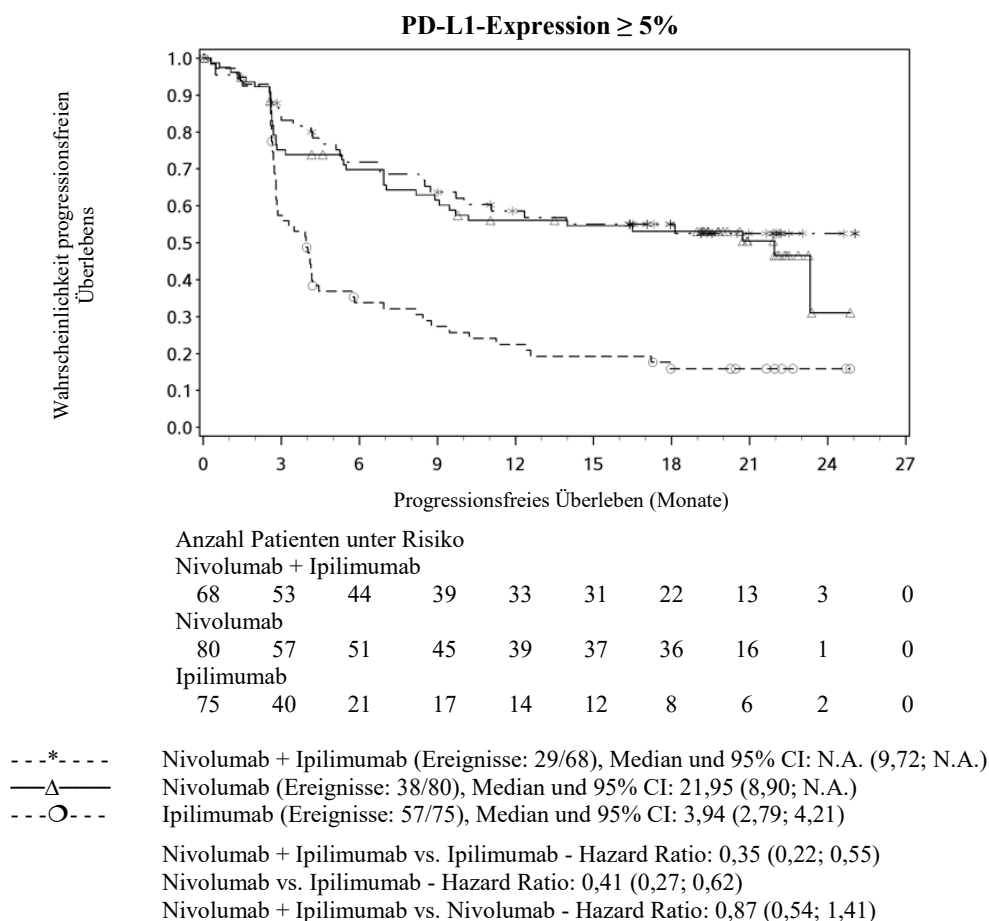 PD-L1-Expression ≥ 5%
Wahrscheinlichkeit progressionsfreien
Überlebens
1.0
0.9
0.8
0.7
0.6
0.5
0.4
0.3
0.2
0.1
0.0
0 3 6 9 12 15 18 21 24 27
Progressionsfreies Überleben (Monate)
Anzahl Patienten unter Risiko
Nivolumab + Ipilimumab
68 53 44 39 33 31 22 13 3 0
Nivolumab
80 57 51 45 39 37 36 16 1 0
Ipilimumab
75 40 21 17 14 12 8 6 2 0
- - -*- - - - Nivolumab + Ipilimumab (Ereignisse: 29/68), Median und 95% CI: N.A. (9,72; N.A.)
──Δ─── Nivolumab (Ereignisse: 38/80), Median und 95% CI: 21,95 (8,90; N.A.)
- - -❍- - - Ipilimumab (Ereignisse: 57/75), Median und 95% CI: 3,94 (2,79; 4,21)
Nivolumab + Ipilimumab vs. Ipilimumab - Hazard Ratio: 0,35 (0,22; 0,55)
Nivolumab vs. Ipilimumab - Hazard Ratio: 0,41 (0,27; 0,62)
Nivolumab + Ipilimumab vs. Nivolumab - Hazard Ratio: 0,87 (0,54; 1,41)